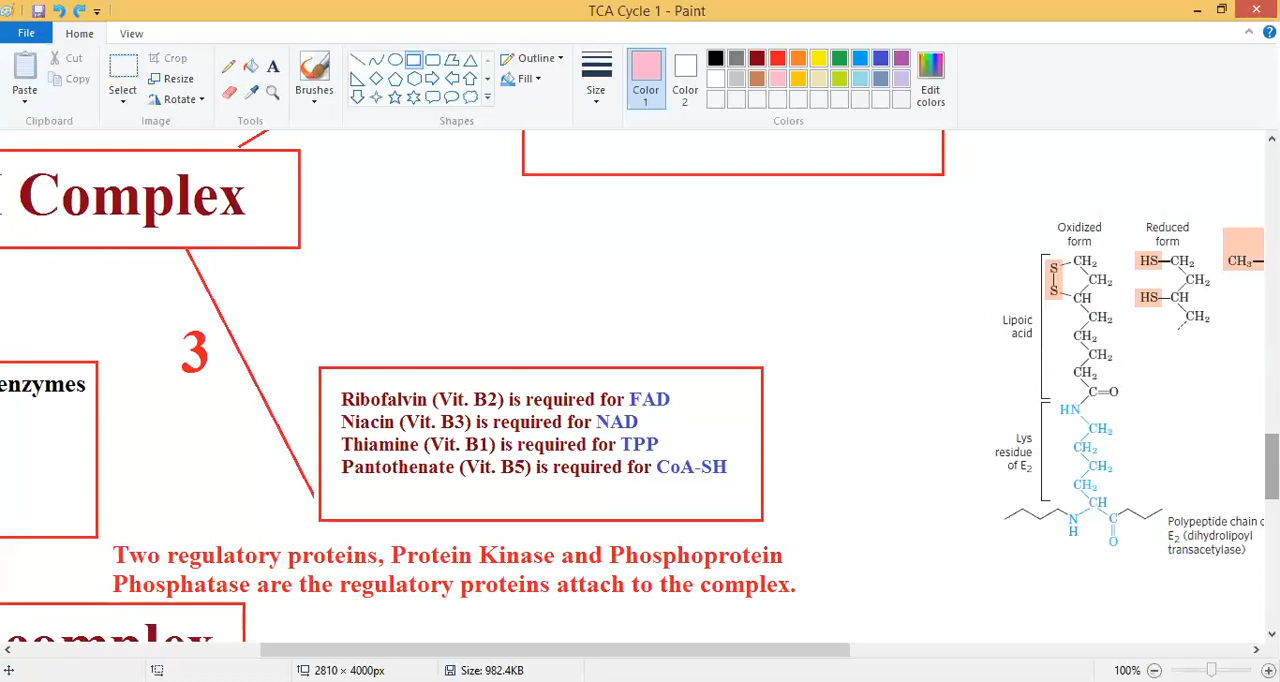 TCA Cycle 1 - Paint
File
Home
View
Paste
Cut
Copy
Clipboard
Select
Crop
Resize
Rotate
Image
A
Tools
Brushes
Shapes
Outline
Fill
Size
Color 1
Color 2
Edit colors
Colors
Complex
3
enzymes
Ribofalvin (Vit. B2) is required for FAD
Niacin (Vit. B3) is required for NAD
Thiamine (Vit. B1) is required for TPP
Pantothenate (Vit. B5) is required for CoA-SH
Two regulatory proteins, Protein Kinase and Phosphoprotein
Phosphatase are the regulatory proteins attach to the complex.
complex
Oxidized
form
Reduced
form
S
S
CH2
CH2
CH
CH2
CH2
CH2
CH2
C=O
HS—CH2
CH2
HS—CH
CH2
CH3—
Lipoic
acid
HN
CH2
CH2
CH2
CH2
CH
N
H
C
O
Lys
residue
of E2
Polypeptide chain
E2 (dihydrolipoyl
transacetylase)
2810 × 4000px
Size: 982.4KB
100%